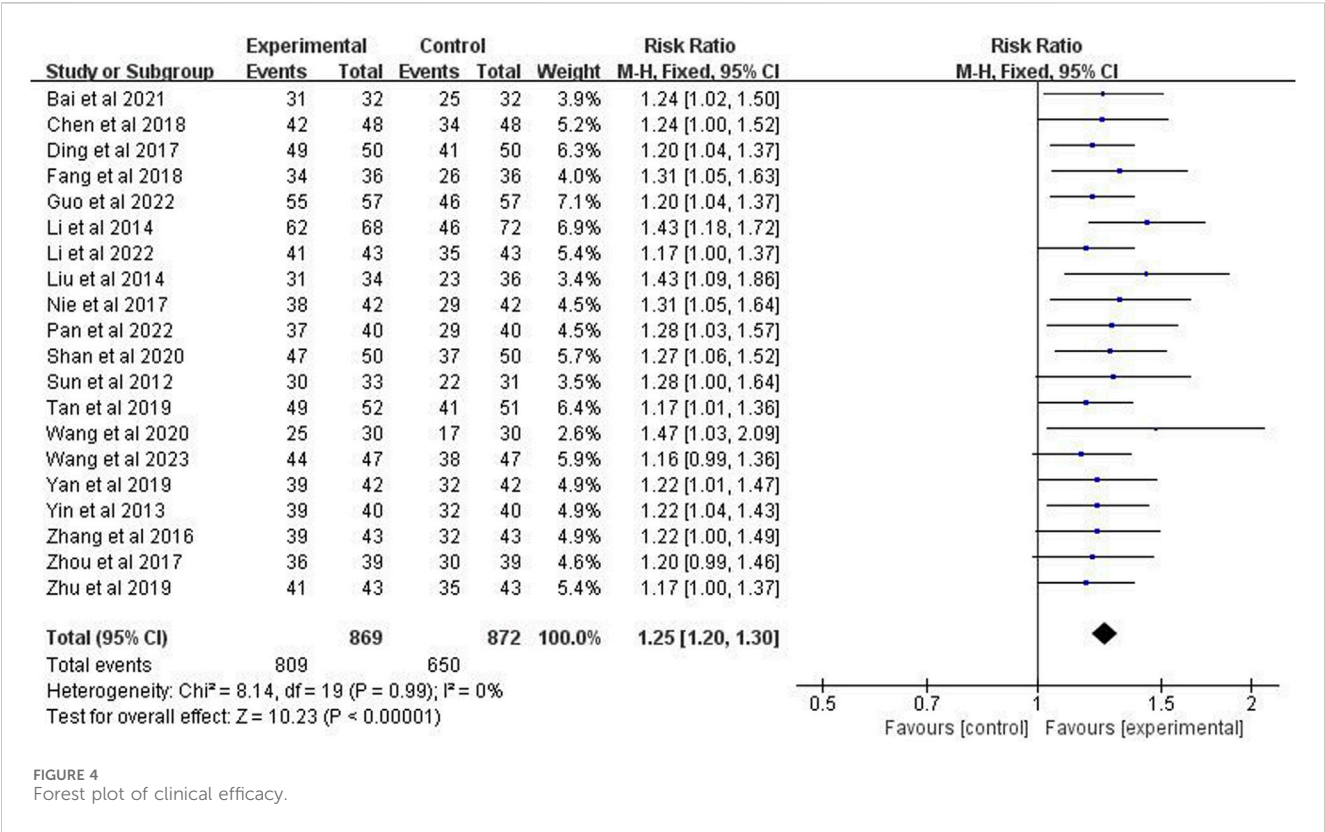 Experimental Control Risk Ratio Risk Ratio
Study or Subgroup Events Total Events Total Weight M-H, Fixed, 95% CI M-H, Fixed, 95% CI
Bai et al 2021 31 32 25 32 3.9% 1.24 [1.02, 1.50]
Chen et al 2018 42 48 34 48 5.2% 1.24 [1.00, 1.52]
Ding et al 2017 49 50 41 50 6.3% 1.20 [1.04, 1.37]
Fang et al 2018 34 36 26 36 4.0% 1.31 [1.05, 1.63]
Guo et al 2022 55 57 46 57 7.1% 1.20 [1.04, 1.37]
Li et al 2014 62 68 46 72 6.9% 1.43 [1.18, 1.72]
Li et al 2022 41 43 35 43 5.4% 1.17 [1.00, 1.37]
Liu et al 2014 31 34 23 36 3.4% 1.43 [1.09, 1.86]
Nie et al 2017 38 42 29 42 4.5% 1.31 [1.05, 1.64]
Pan et al 2022 37 40 29 40 4.5% 1.28 [1.03, 1.57]
Shan et al 2020 47 50 37 50 5.7% 1.27 [1.06, 1.52]
Sun et al 2012 30 33 22 31 3.5% 1.28 [1.00, 1.64]
Tan et al 2019 49 52 41 51 6.4% 1.17 [1.01, 1.36]
Wang et al 2020 25 30 17 30 2.6% 1.47 [1.03, 2.09]
Wang et al 2023 44 47 38 47 5.9% 1.16 [0.99, 1.36]
Yan et al 2019 39 42 32 42 4.9% 1.22 [1.01, 1.47]
Yin et al 2013 39 40 32 40 4.9% 1.22 [1.04, 1.43]
Zhang et al 2016 39 43 32 43 4.9% 1.22 [1.00, 1.49]
Zhou et al 2017 36 39 30 39 4.6% 1.20 [0.99, 1.46]
Zhu et al 2019 41 43 35 43 5.4% 1.17 [1.00, 1.37]
Total (95% CI) 869 872 100.0% 1.25 [1.20, 1.30]
Total events 809 650
Heterogeneity: Chi² = 8.14, df = 19 (P = 0.99); I² = 0%
Test for overall effect: Z = 10.23 (P < 0.00001)
0.5 0.7 1 1.5 2
Favours [control] Favours [experimental]
FIGURE 4
Forest plot of clinical efficacy.